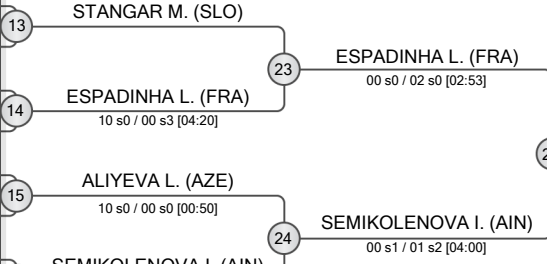 13
STANGAR M. (SLO)
23
ESPADINHA L. (FRA)
00 s0 / 02 s0 [02:53]
14
ESPADINHA L. (FRA)
10 s0 / 00 s3 [04:20]
15
ALIYEVA L. (AZE)
10 s0 / 00 s0 [00:50]
24
SEMIKOLENOVA I. (AIN)
00 s1 / 01 s2 [04:00]
SEMIKOLENOVA I. (AIN)